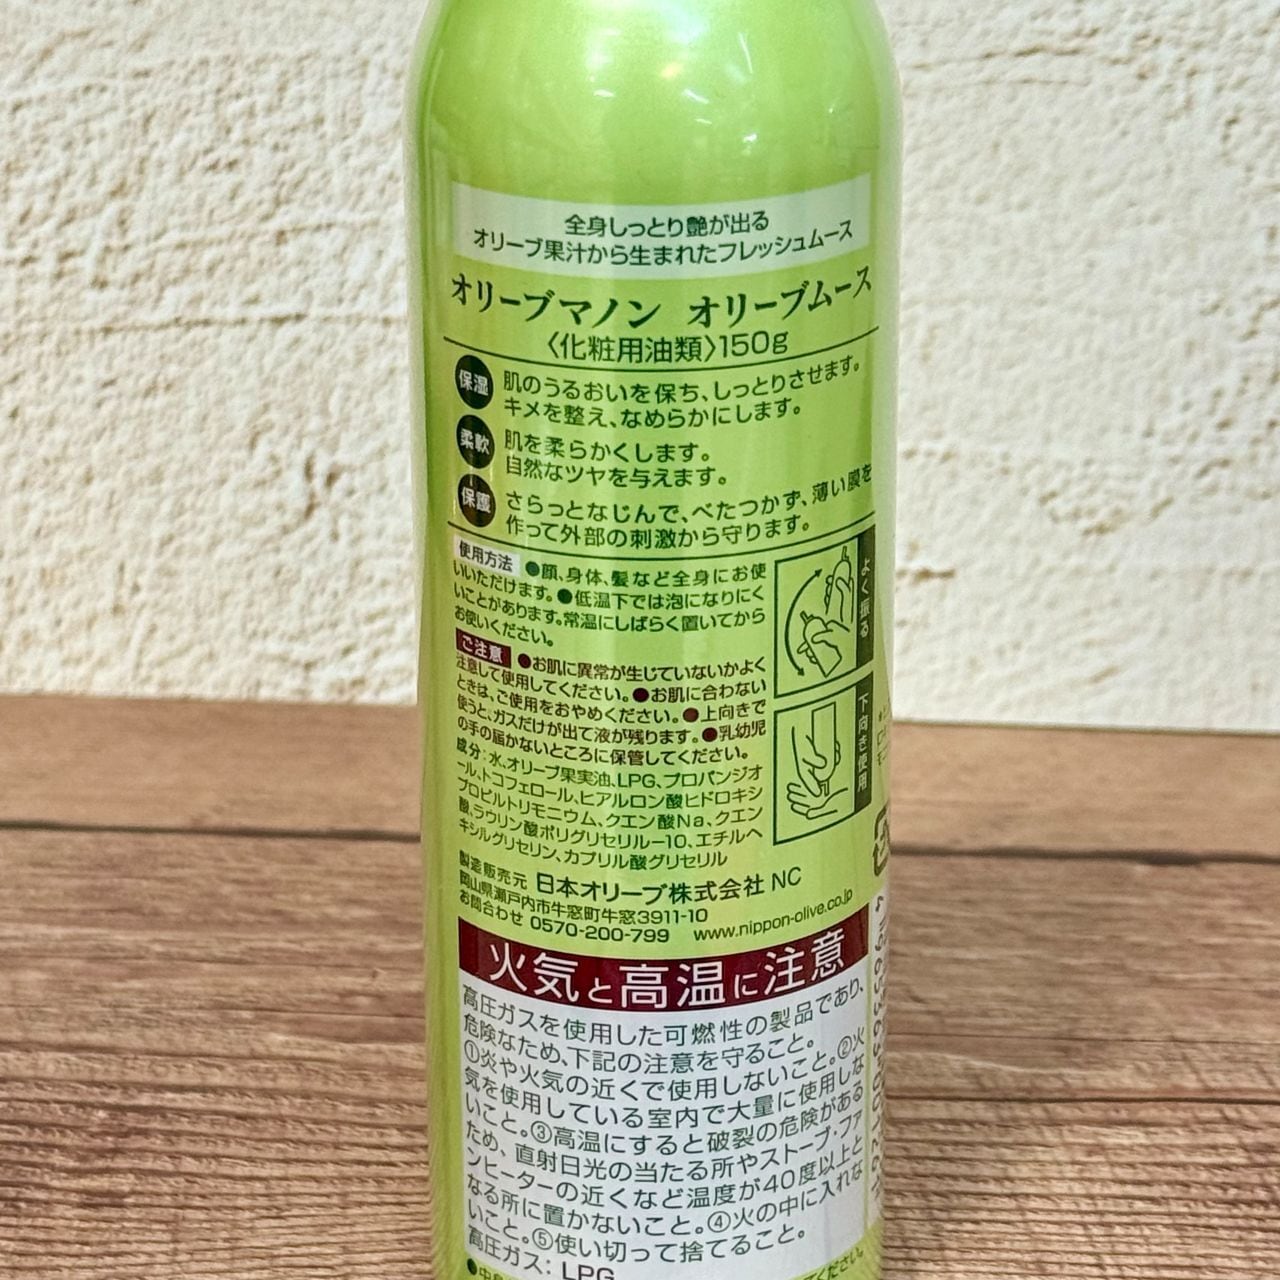 全身しっとり艶が出る
オリーブ果汁から生まれたフレッシュムース
オリーブマノン オリーブムース
〈化粧用油類〉150g
保湿 肌のうるおいを保ち、しっとりさせます。
キメを整え、なめらかにします。
柔軟 肌を柔らかくします。
自然なツヤを与えます。
保護 さらっとなじんで、べたつかず、薄い膜を
作って外部の刺激から守ります。
使用方法 ●顔、身体、髪など全身にお使
いいただけます。●低温下では泡になりにく
いことがあります。常温にしばらく置いてから
お使いください。
よく振る
下向き使用
ご注意 ●お肌に異常が生じていないかよく
注意して使用してください。●お肌に合わない
ときは、ご使用をおやめください。●上向きで
使うと、ガスだけが出て液が残ります。●乳幼児
の手の届かないところに保管してください。
成分：水、オリーブ果実油、LPG、プロパンジオ
ール、トコフェロール、ヒアルロン酸ヒドロキシ
プロピルトリモニウム、クエン酸Na、クエン
酸、ラウリン酸ポリグリセリル－10、エチルヘ
キシルグリセリン、カプリル酸グリセリル
製造販売元 日本オリーブ株式会社 NC
岡山県瀬戸内市牛窓町牛窓3911-10
お問合わせ 0570-200-799 www.nippon-olive.co.jp
火気と高温に注意
高圧ガスを使用した可燃性の製品であり、
危険なため、下記の注意を守ること。
①炎や火気の近くで使用しないこと。②火
気を使用している室内で大量に使用しな
いこと。③高温にすると破裂の危険がある
ため、直射日光の当たる所やストーブ・ファ
ンヒーターの近くなど温度が40度以上と
なる所に置かないこと。④火の中に入れな
いこと。⑤使い切って捨てること。
高圧ガス：LPG